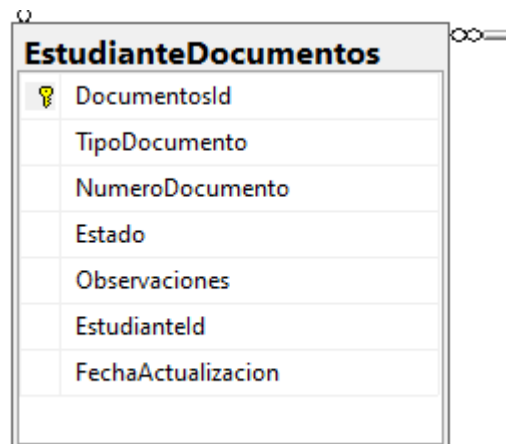 EstudianteDocumentos
DocumentosId
TipoDocumento
NumeroDocumento
Estado
Observaciones
EstudianteId
FechaActualizacion